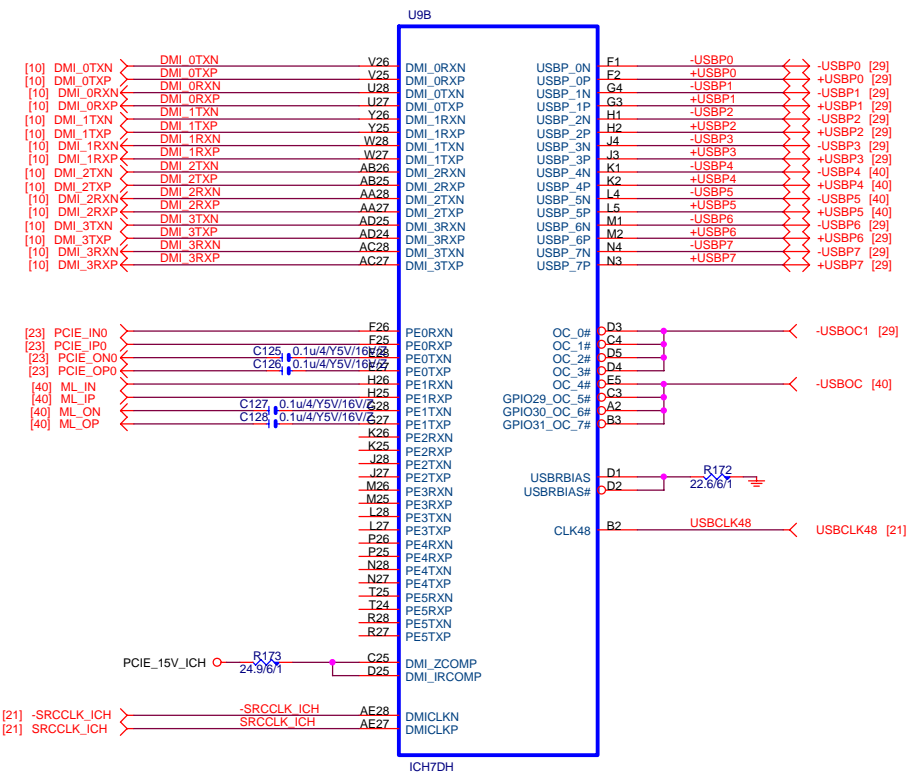 U9B
[10] DMI_0TXN DMI_0TXN V26 DMI_0RXN USBP_0N F1 -USBP0 -USBP0 [29]
[10] DMI_0TXP DMI_0TXP V25 DMI_0RXP USBP_0P F2 +USBP0 +USBP0 [29]
[10] DMI_0RXN DMI_0RXN U28 DMI_0TXN USBP_1N G4 -USBP1 -USBP1 [29]
[10] DMI_0RXP DMI_0RXP U27 DMI_0TXP USBP_1P G3 +USBP1 +USBP1 [29]
[10] DMI_1TXN DMI_1TXN Y26 DMI_1RXN USBP_2N H1 -USBP2 -USBP2 [29]
[10] DMI_1TXP DMI_1TXP Y25 DMI_1RXP USBP_2P H2 +USBP2 +USBP2 [29]
[10] DMI_1RXN DMI_1RXN W28 DMI_1TXN USBP_3N J4 -USBP3 -USBP3 [29]
[10] DMI_1RXP DMI_1RXP W27 DMI_1TXP USBP_3P J3 +USBP3 +USBP3 [29]
[10] DMI_2TXN DMI_2TXN AB26 DMI_2RXN USBP_4N K1 -USBP4 -USBP4 [40]
[10] DMI_2TXP DMI_2TXP AB25 DMI_2RXP USBP_4P K2 +USBP4 +USBP4 [40]
[10] DMI_2RXN DMI_2RXN AA28 DMI_2TXN USBP_5N L4 -USBP5 -USBP5 [40]
[10] DMI_2RXP DMI_2RXP AA27 DMI_2TXP USBP_5P L5 +USBP5 +USBP5 [40]
[10] DMI_3TXN DMI_3TXN AD25 DMI_3RXN USBP_6N M1 -USBP6 -USBP6 [29]
[10] DMI_3TXP DMI_3TXP AD24 DMI_3RXP USBP_6P M2 +USBP6 +USBP6 [29]
[10] DMI_3RXN DMI_3RXN AC28 DMI_3TXN USBP_7N N4 -USBP7 -USBP7 [29]
[10] DMI_3RXP DMI_3RXP AC27 DMI_3TXP USBP_7P N3 +USBP7 +USBP7 [29]
[23] PCIE_IN0 F26 PE0RXN OC_0# D3 -USBOC1 [29]
[23] PCIE_IP0 F25 PE0RXP OC_1# C4
[23] PCIE_ON0 C125 0.1u/4/Y5V/16V/Z E28 PE0TXN OC_2# D5
[23] PCIE_OP0 C126 0.1u/4/Y5V/16V/Z E27 PE0TXP OC_3# D4
[40] ML_IN H26 PE1RXN OC_4# E5 -USBOC [40]
[40] ML_IP H25 PE1RXP GPIO29_OC_5# C3
[40] ML_ON C127 0.1u/4/Y5V/16V/Z G28 PE1TXN GPIO30_OC_6# A2
[40] ML_OP C128 0.1u/4/Y5V/16V/Z G27 PE1TXP GPIO31_OC_7# B3
K26 PE2RXN
K25 PE2RXP
J28 PE2TXN
J27 PE2TXP USBRBIAS D1 R172 22.6/6/1
M26 PE3RXN USBRBIAS# D2
M25 PE3RXP
L28 PE3TXN
L27 PE3TXP CLK48 B2 USBCLK48 USBCLK48 [21]
P26 PE4RXN
P25 PE4RXP
N28 PE4TXN
N27 PE4TXP
T25 PE5RXN
T24 PE5RXP
R28 PE5TXN
R27 PE5TXP
PCIE_15V_ICH R173 24.9/6/1 C25 DMI_ZCOMP
D25 DMI_IRCOMP
[21] -SRCCLK_ICH -SRCCLK_ICH AE28 DMICLKN
[21] SRCCLK_ICH SRCCLK_ICH AE27 DMICLKP
ICH7DH